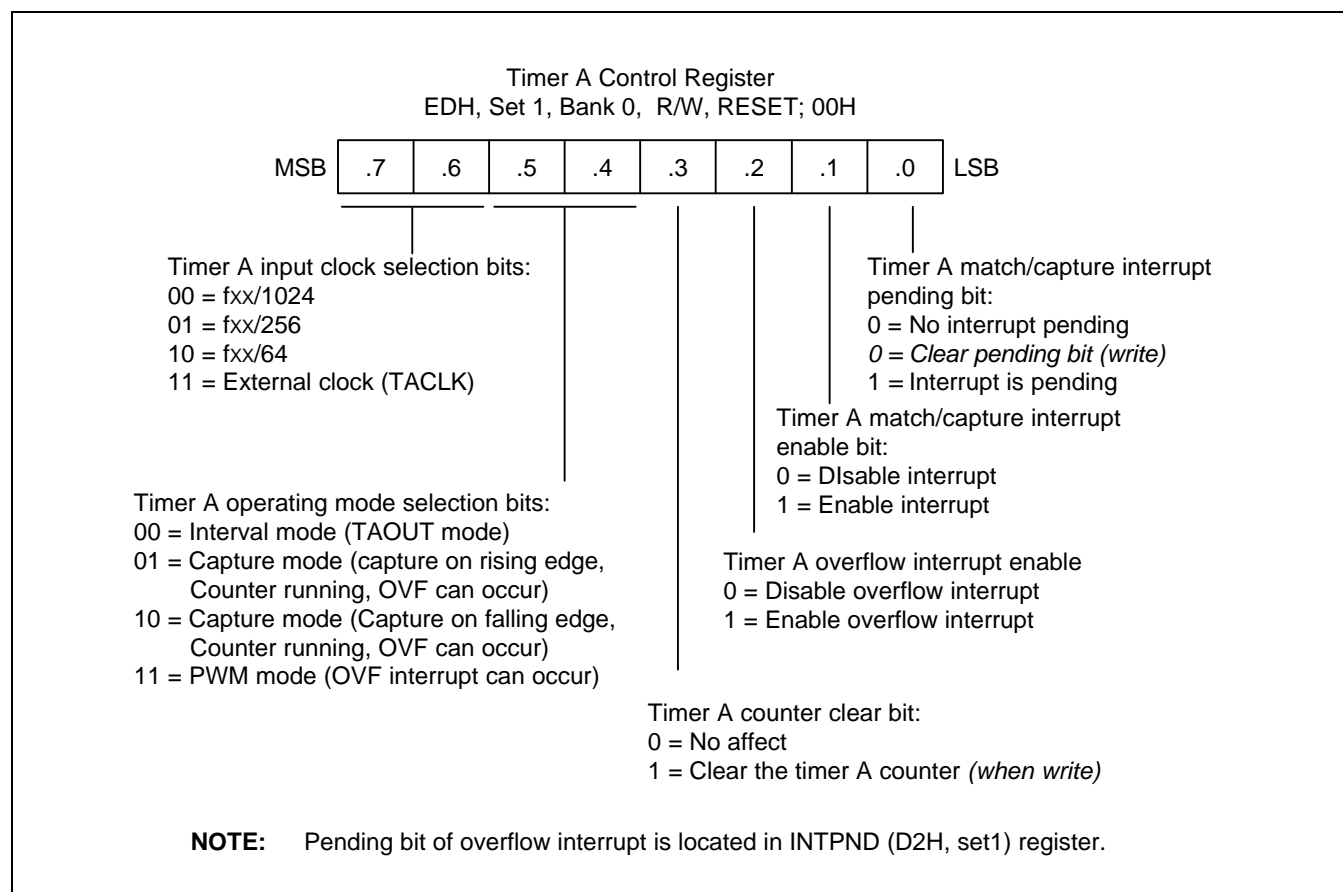 Timer A Control Register
EDH, Set 1, Bank 0, R/W, RESET; 00H
MSB .7 .6 .5 .4 .3 .2 .1 .0 LSB
Timer A input clock selection bits:
00 = fxx/1024
01 = fxx/256
10 = fxx/64
11 = External clock (TACLK)
Timer A match/capture interrupt
pending bit:
0 = No interrupt pending
0 = Clear pending bit (write)
1 = Interrupt is pending
Timer A match/capture interrupt
enable bit:
0 = DIsable interrupt
1 = Enable interrupt
Timer A operating mode selection bits:
00 = Interval mode (TAOUT mode)
01 = Capture mode (capture on rising edge,
Counter running, OVF can occur)
10 = Capture mode (Capture on falling edge,
Counter running, OVF can occur)
11 = PWM mode (OVF interrupt can occur)
Timer A overflow interrupt enable
0 = Disable overflow interrupt
1 = Enable overflow interrupt
Timer A counter clear bit:
0 = No affect
1 = Clear the timer A counter (when write)
NOTE: Pending bit of overflow interrupt is located in INTPND (D2H, set1) register.